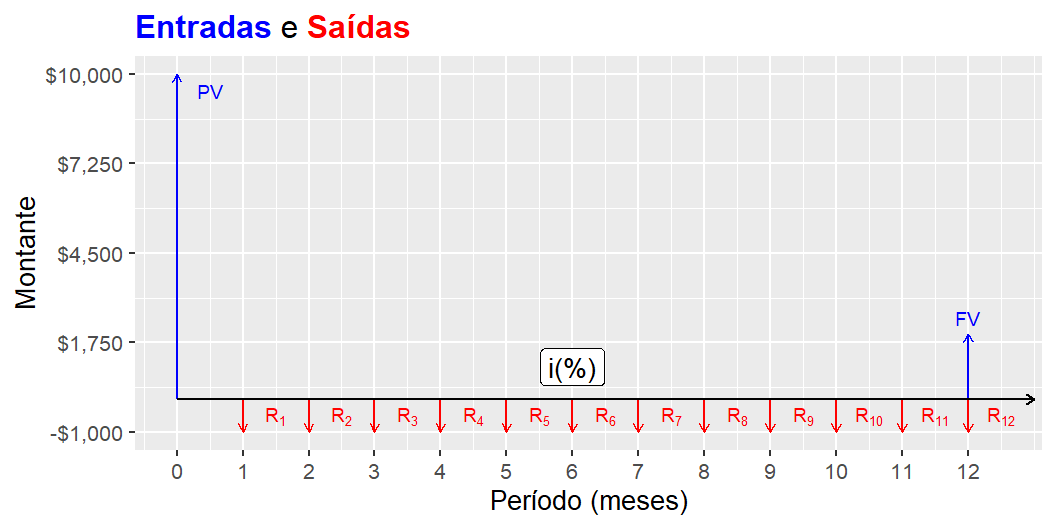 Entradas e Saídas
Montante
$10,000
$7,250
$4,500
$1,750
-$1,000
PV
FV
i(%)
R₁ R₂ R₃ R₄ R₅ R₆ R₇ R₈ R₉ R₁₀ R₁₁ R₁₂
0 1 2 3 4 5 6 7 8 9 10 11 12
Período (meses)